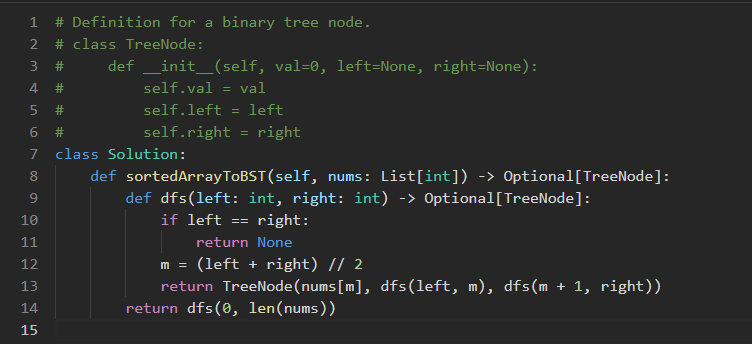 1 # Definition for a binary tree node.
2 # class TreeNode:
3 #     def __init__(self, val=0, left=None, right=None):
4 #         self.val = val
5 #         self.left = left
6 #         self.right = right
7 class Solution:
8     def sortedArrayToBST(self, nums: List[int]) -> Optional[TreeNode]:
9         def dfs(left: int, right: int) -> Optional[TreeNode]:
10             if left == right:
11                 return None
12             m = (left + right) // 2
13             return TreeNode(nums[m], dfs(left, m), dfs(m + 1, right))
14         return dfs(0, len(nums))
15